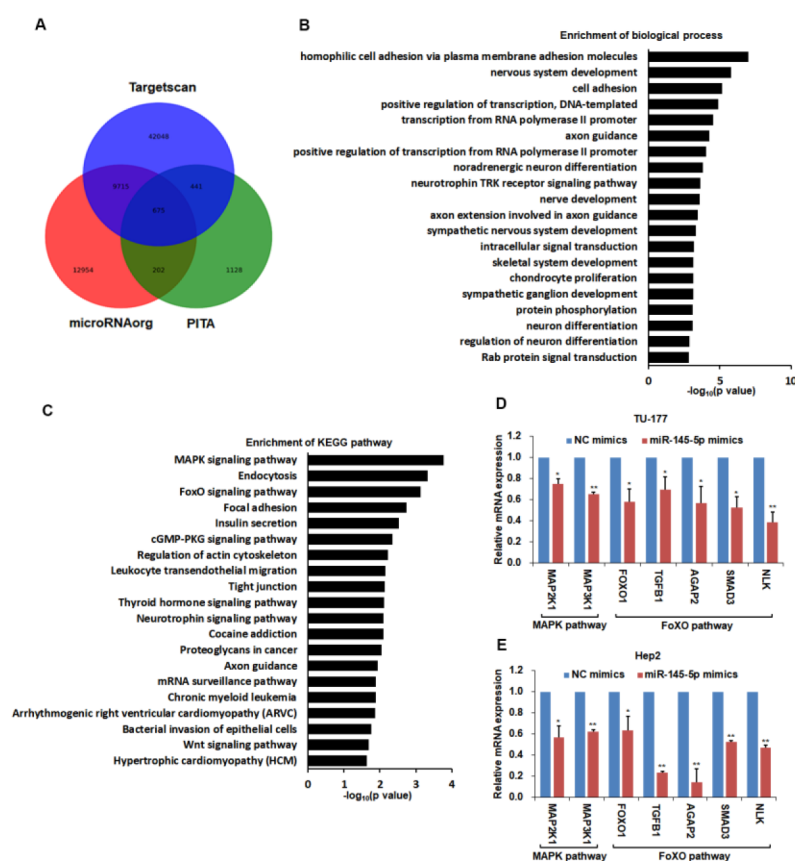 A
Targetscan
42048
9715
441
675
12954
202
1128
microRNAorg
PITA
B
Enrichment of biological process
homophilic cell adhesion via plasma membrane adhesion molecules
nervous system development
cell adhesion
positive regulation of transcription, DNA-templated
transcription from RNA polymerase II promoter
axon guidance
positive regulation of transcription from RNA polymerase II promoter
noradrenergic neuron differentiation
neurotrophin TRK receptor signaling pathway
nerve development
axon extension involved in axon guidance
sympathetic nervous system development
intracellular signal transduction
skeletal system development
chondrocyte proliferation
sympathetic ganglion development
protein phosphorylation
neuron differentiation
regulation of neuron differentiation
Rab protein signal transduction
0 5 10
-log10(p value)
C
Enrichment of KEGG pathway
MAPK signaling pathway
Endocytosis
FoxO signaling pathway
Focal adhesion
Insulin secretion
cGMP-PKG signaling pathway
Regulation of actin cytoskeleton
Leukocyte transendothelial migration
Tight junction
Thyroid hormone signaling pathway
Neurotrophin signaling pathway
Cocaine addiction
Proteoglycans in cancer
Axon guidance
mRNA surveillance pathway
Chronic myeloid leukemia
Arrhythmogenic right ventricular cardiomyopathy (ARVC)
Bacterial invasion of epithelial cells
Wnt signaling pathway
Hypertrophic cardiomyopathy (HCM)
0 1 2 3 4
-log10(p value)
D
TU-177
NC mimics miR-145-5p mimics
Relative mRNA expression
1.4
1.2
1.0
0.8
0.6
0.4
0.2
0.0
* ** * * * * **
MAP2K1 MAP3K1 FOXO1 TGFB1 AGAP2 SMAD3 NLK
MAPK pathway FoXO pathway
E
Hep2
NC mimics miR-145-5p mimics
Relative mRNA expression
1.4
1.2
1.0
0.8
0.6
0.4
0.2
0.0
* ** * ** ** ** **
MAP2K1 MAP3K1 FOXO1 TGFB1 AGAP2 SMAD3 NLK
MAPK pathway FoXO pathway